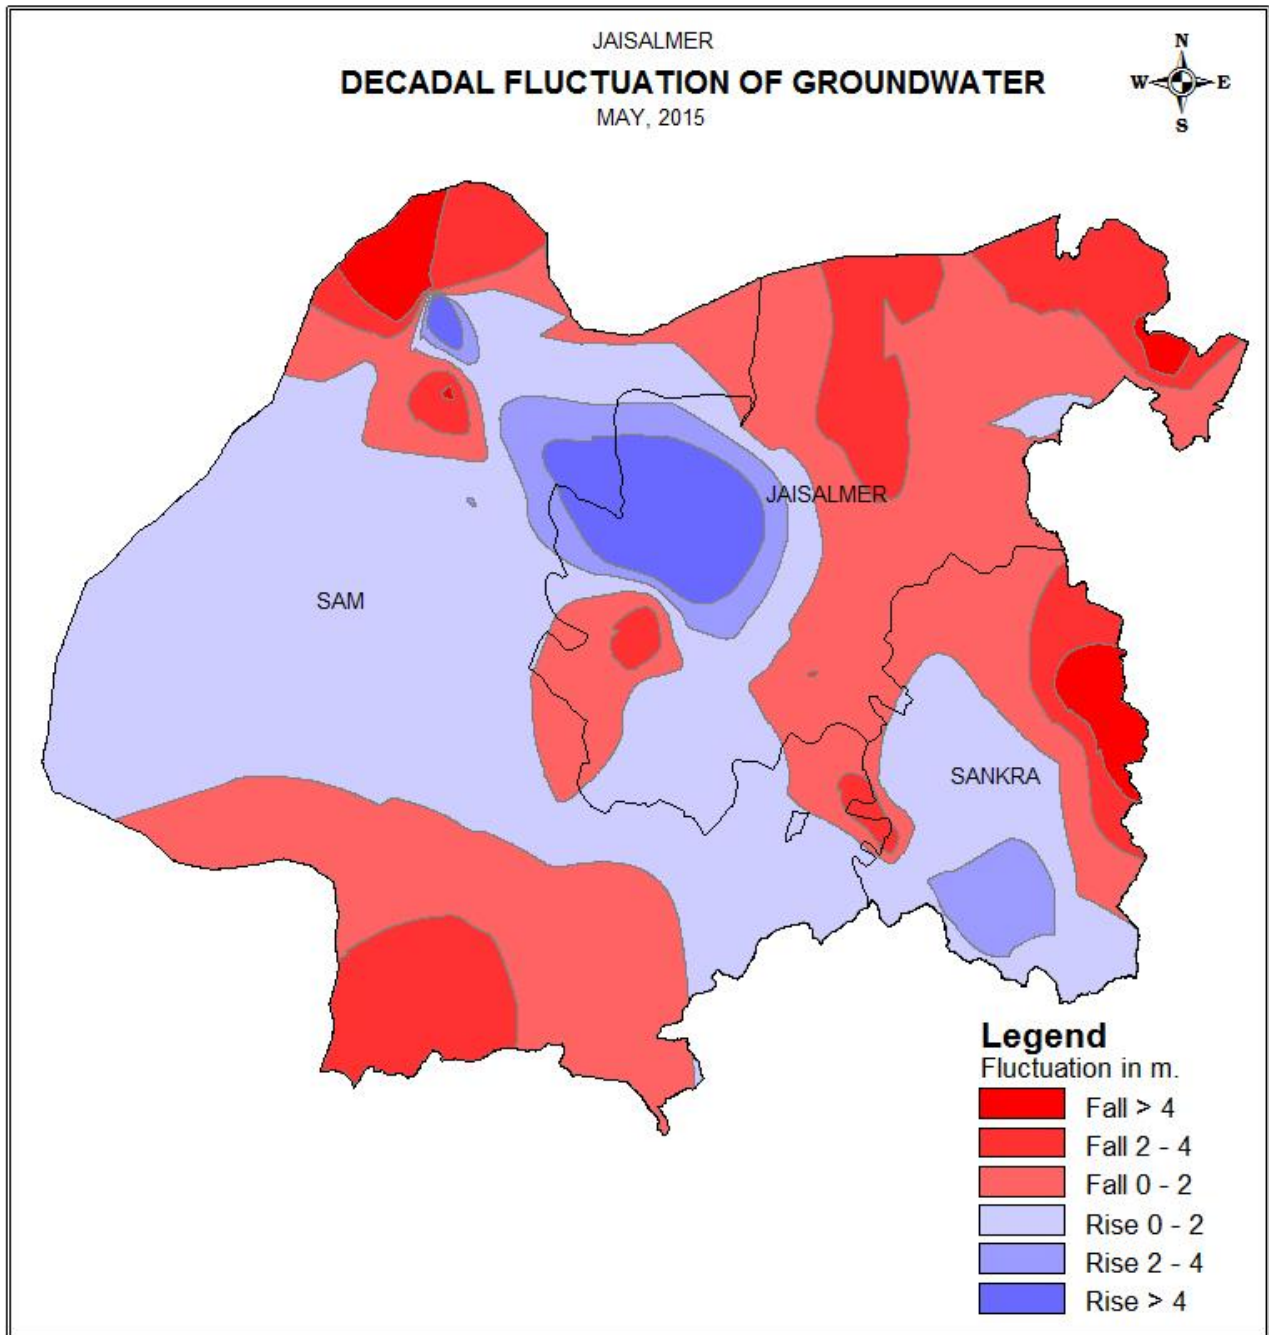 JAISALMER
DECADAL FLUCTUATION OF GROUNDWATER
MAY, 2015
N
W E
S
JAISALMER
SAM
SANKRA
Legend
Fluctuation in m.
Fall > 4
Fall 2 - 4
Fall 0 - 2
Rise 0 - 2
Rise 2 - 4
Rise > 4